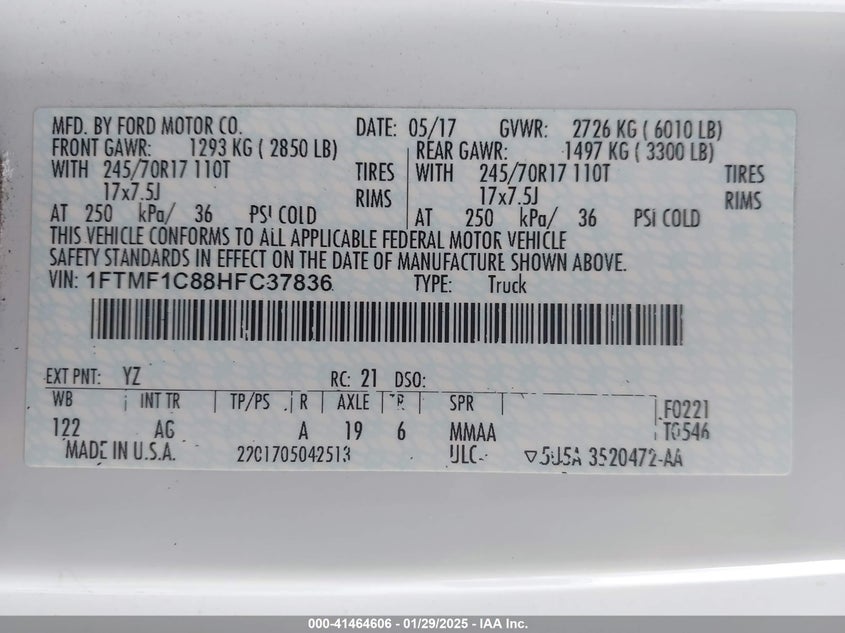 MFD. BY FORD MOTOR CO. DATE: 05/17 GVWR: 2726 KG ( 6010 LB)
FRONT GAWR: 1293 KG ( 2850 LB) REAR GAWR: 1497 KG ( 3300 LB)
WITH 245/70R17 110T TIRES WITH 245/70R17 110T TIRES
17x7.5J RIMS 17x7.5J RIMS
AT 250 kPa/ 36 PSI COLD AT 250 kPa/ 36 PSI COLD
THIS VEHICLE CONFORMS TO ALL APPLICABLE FEDERAL MOTOR VEHICLE
SAFETY STANDARDS IN EFFECT ON THE DATE OF MANUFACTURE SHOWN ABOVE.
VIN: 1FTMF1C88HFC37836 TYPE: Truck
EXT PNT: YZ RC: 21 DSO:
WB INT TR TP/PS R AXLE TR SPR F0221
122 AG A 19 6 MMAA T0546
MADE IN U.S.A. 2201705042513 ULC 5U5A 3520472-AA
000-41464606 - 01/29/2025 - IAA Inc.